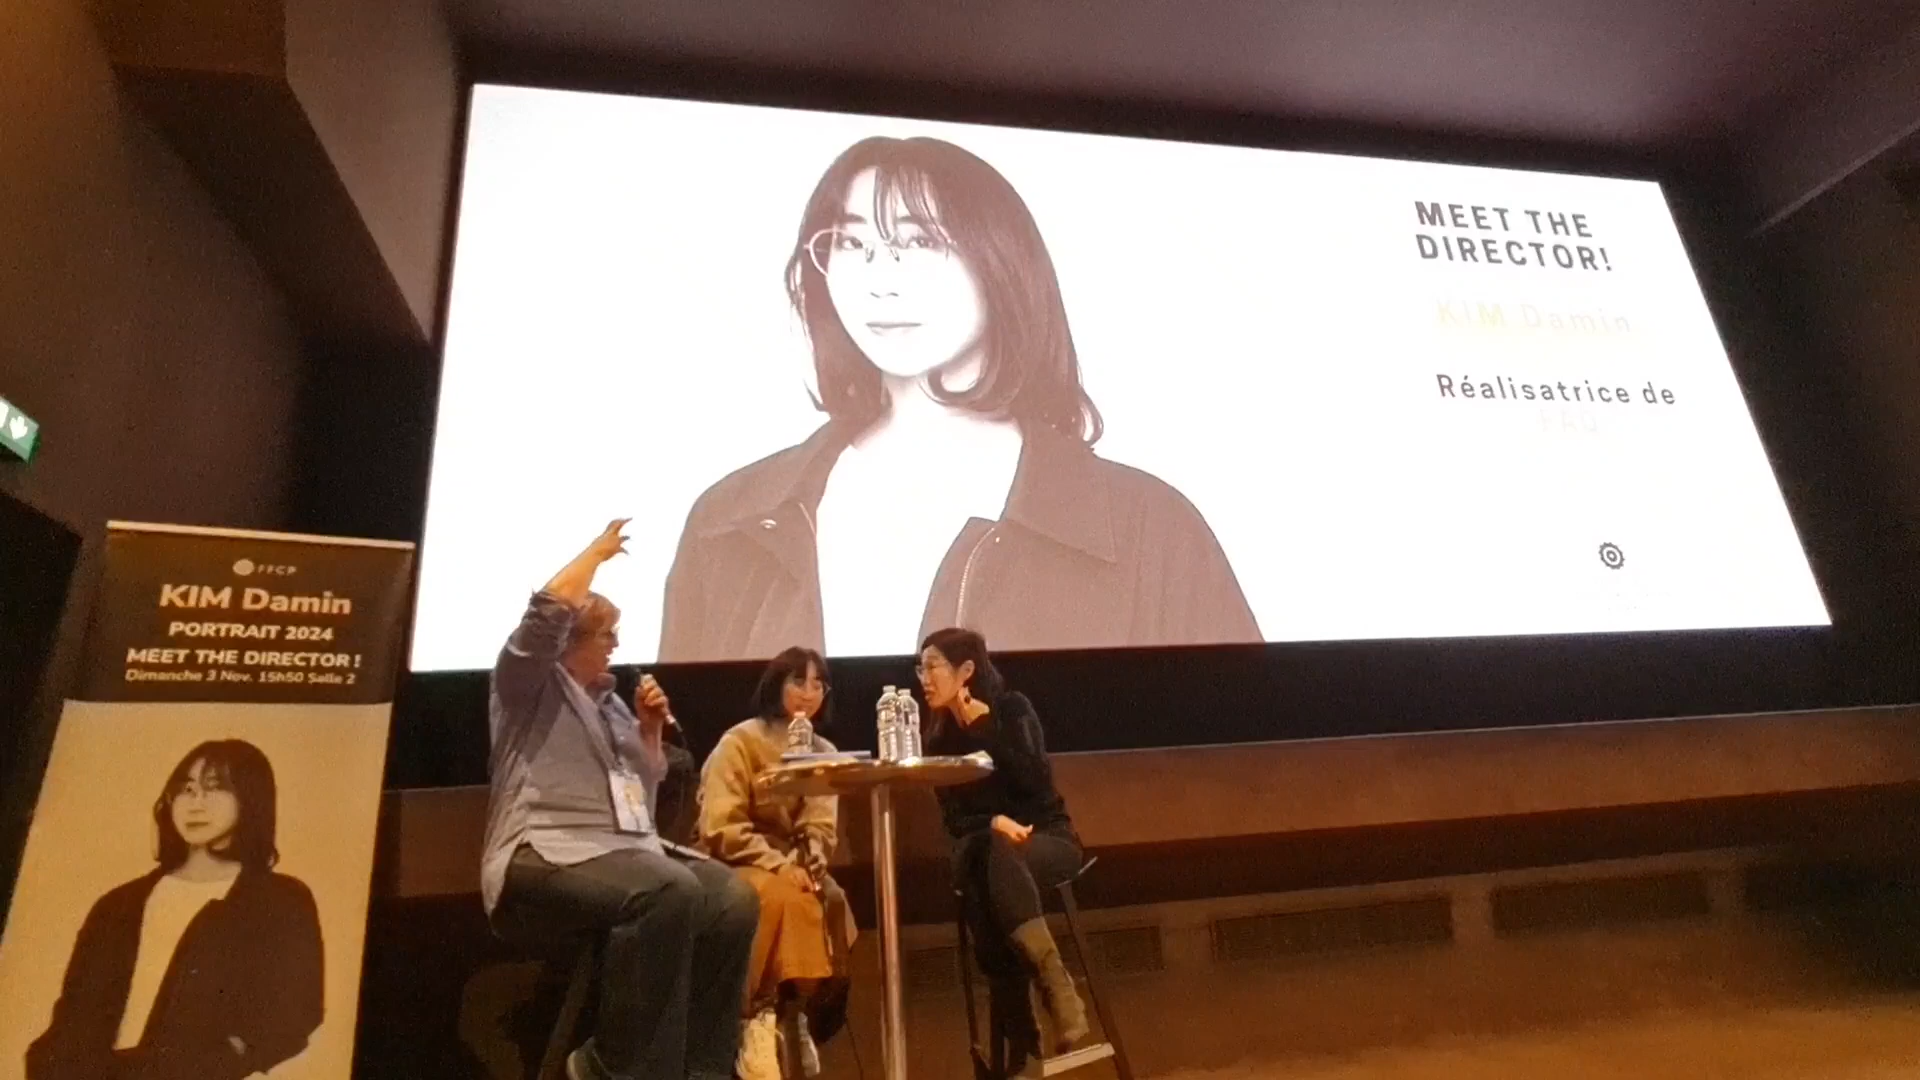 MEET THE
DIRECTOR!
KIM Damin
Réalisatrice de
FAQ
FFCP
KIM Damin
PORTRAIT 2024
MEET THE DIRECTOR !
Dimanche 3 Nov. 15h50 Salle 2